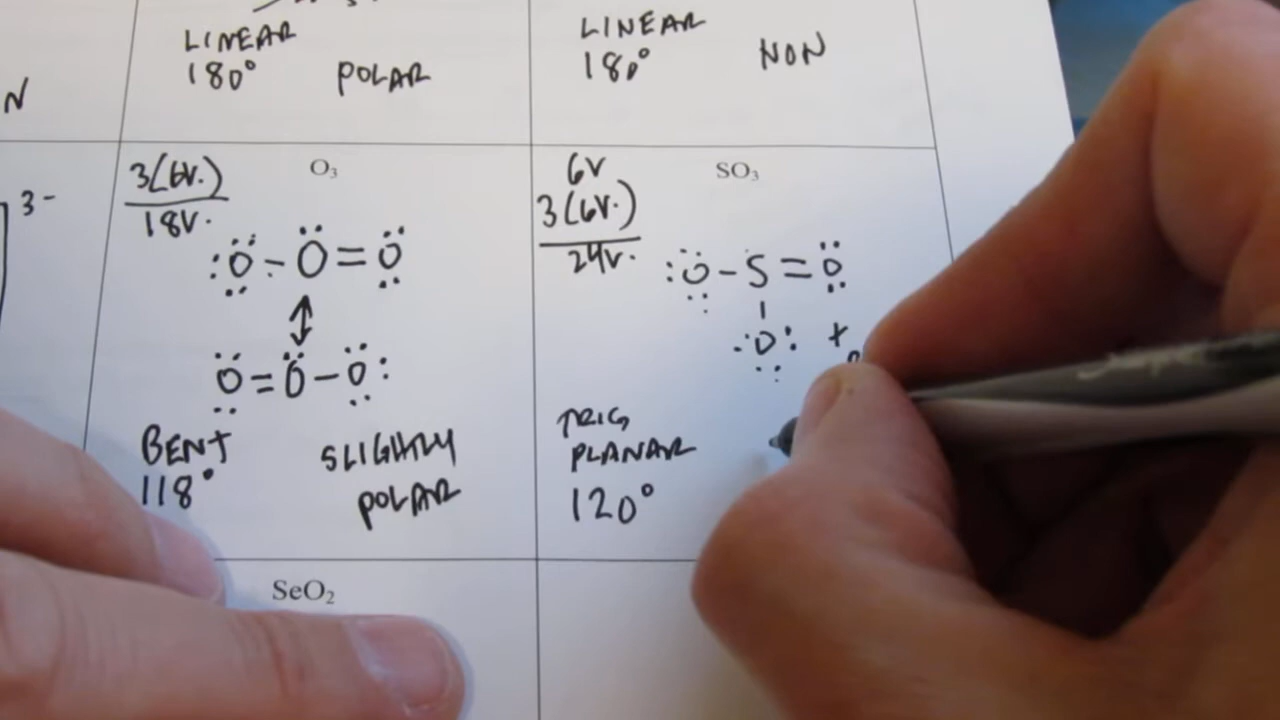 LINEAR
180°
POLAR
LINEAR
180°
NON
N
3-
3(6V.)
18V.
O₃
:O-O=O
O=O-O:
BENT
118°
SLIGHTLY
POLAR
6V
3(6V.)
24V.
SO₃
:O-S=O
O:
+
TRIG
PLANAR
120°
SeO₂